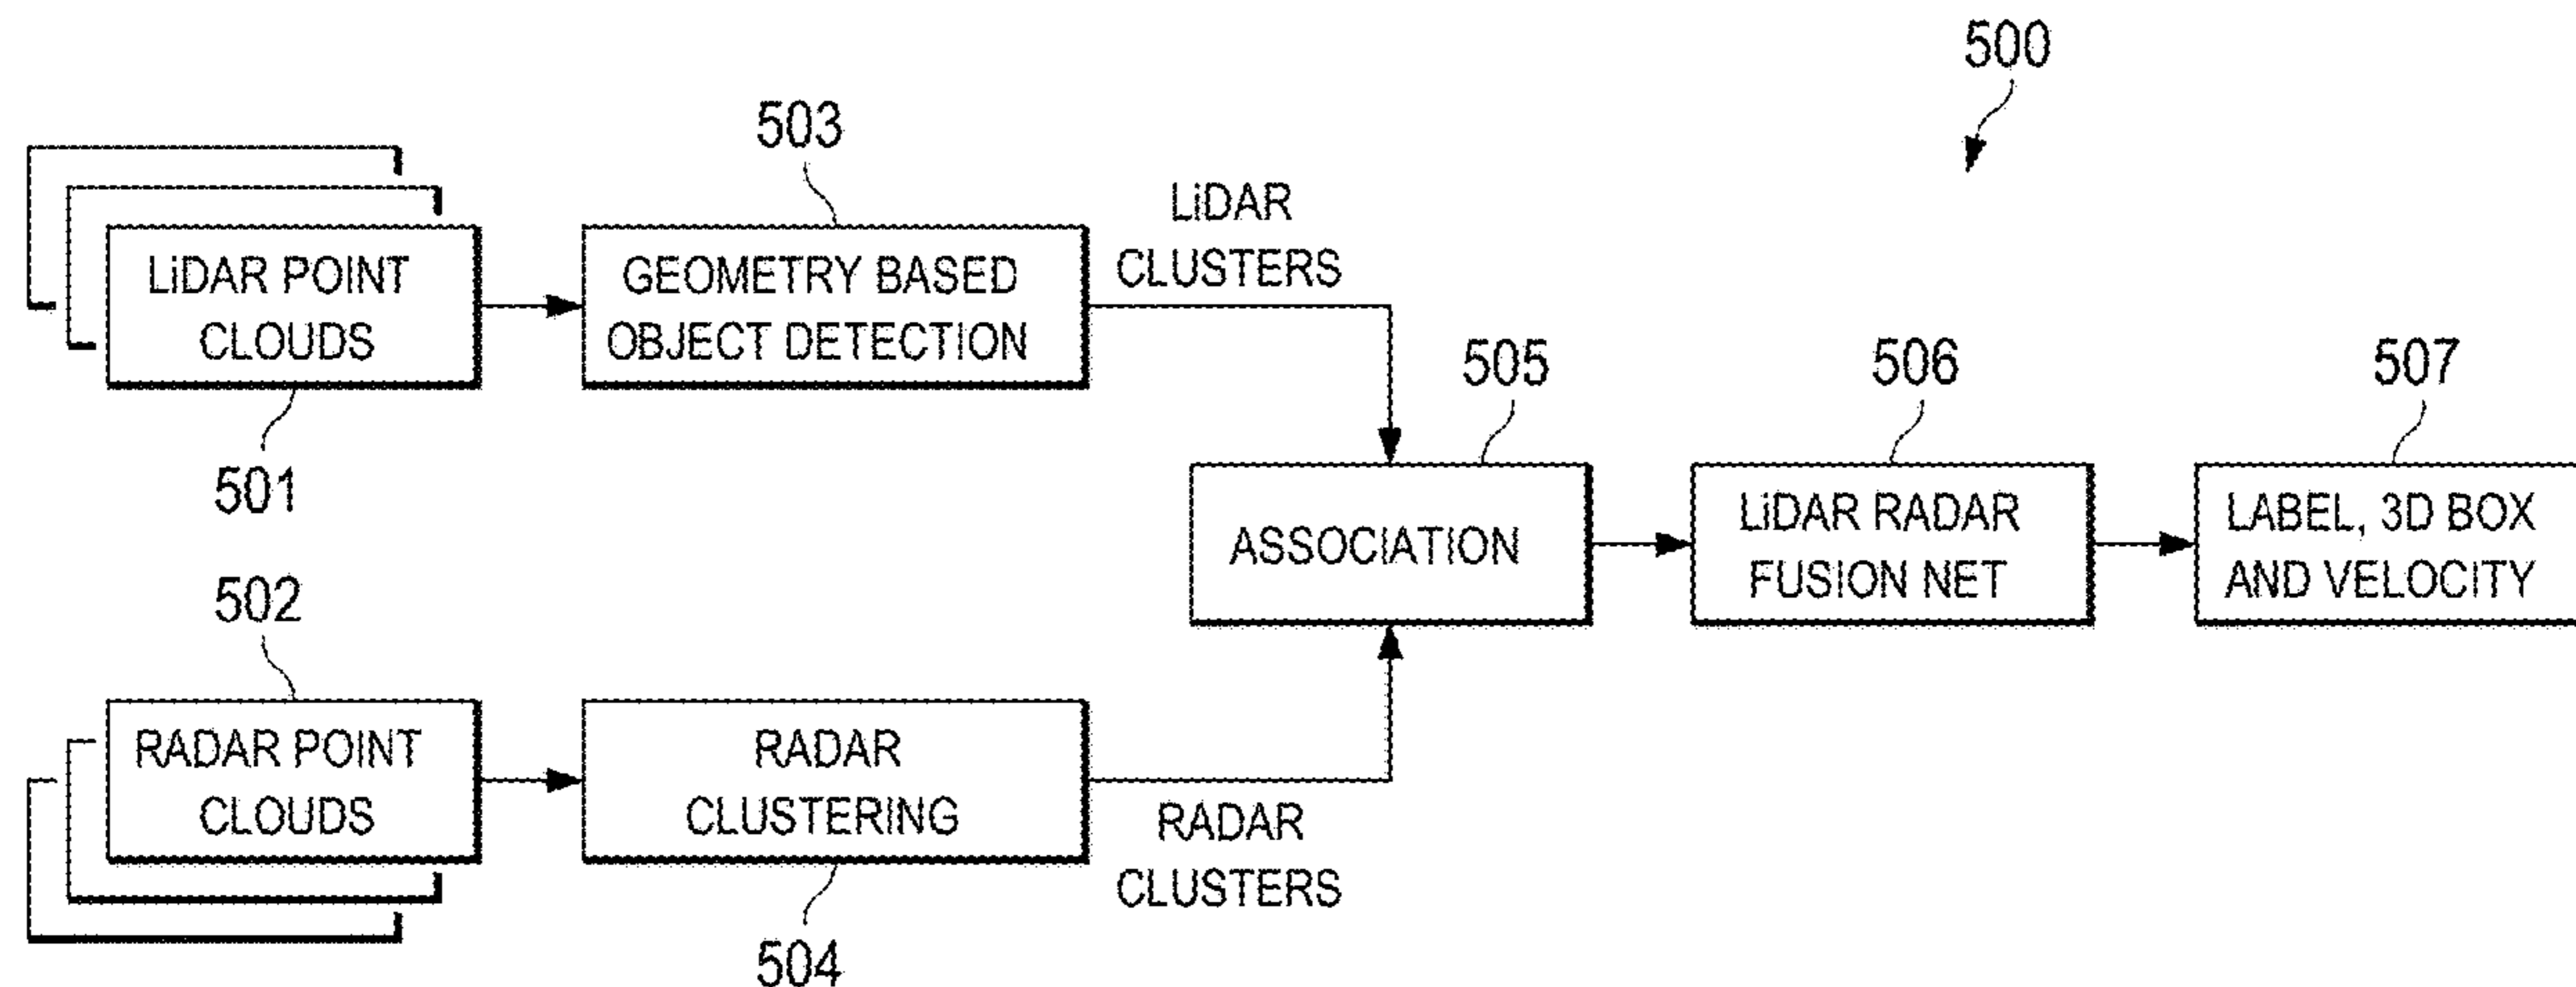 500
503
LiDAR
CLUSTERS
LiDAR POINT
CLOUDS
GEOMETRY BASED
OBJECT DETECTION
501
505
506
507
ASSOCIATION
LiDAR RADAR
FUSION NET
LABEL, 3D BOX
AND VELOCITY
502
RADAR POINT
CLOUDS
RADAR
CLUSTERING
RADAR
CLUSTERS
504